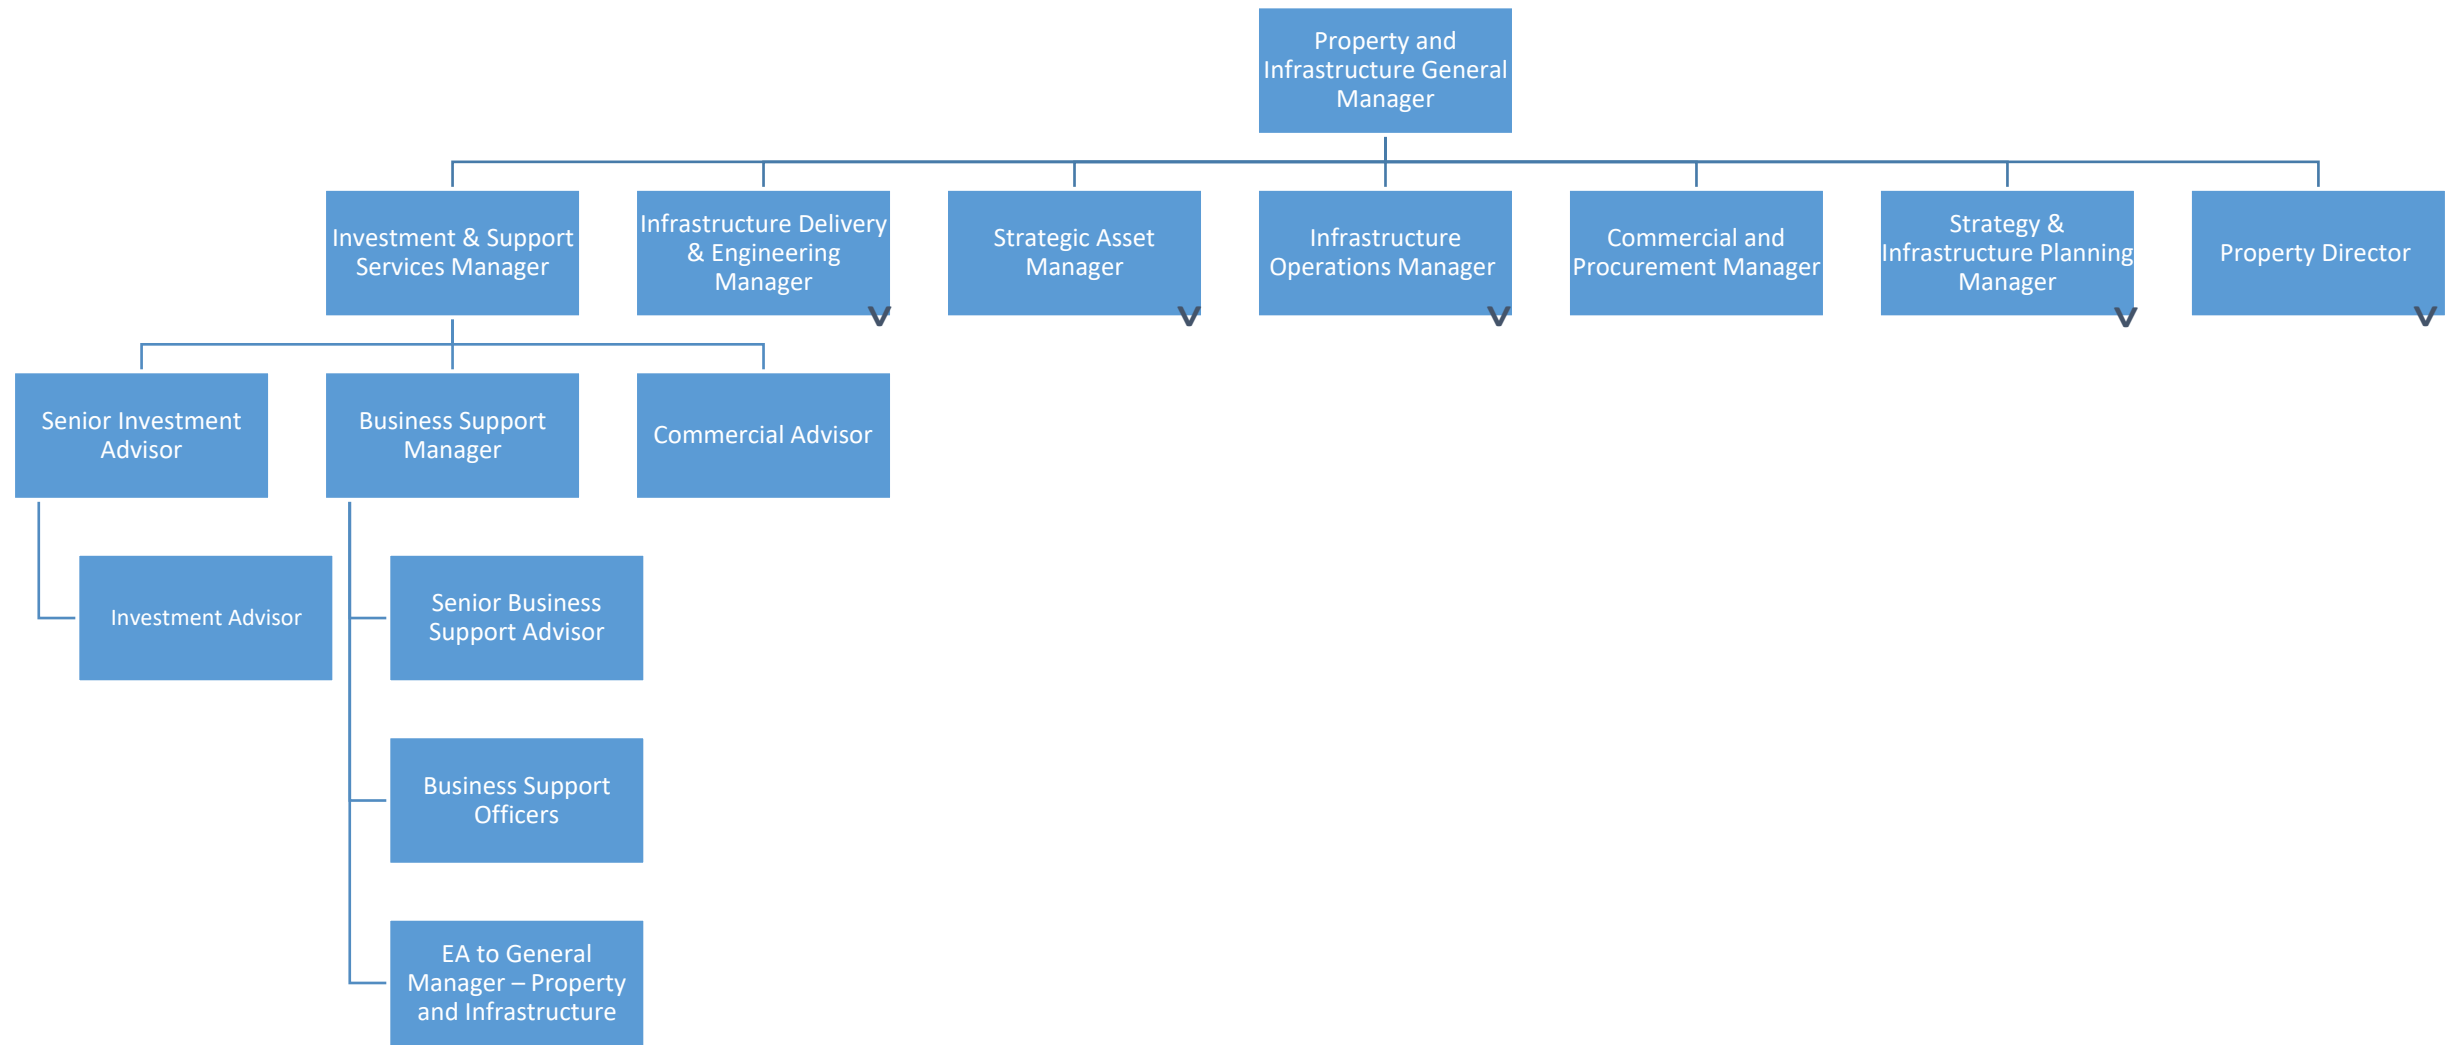 Property and
Infrastructure General
Manager
Investment & Support
Services Manager
Infrastructure Delivery
& Engineering
Manager
V
Strategic Asset
Manager
V
Infrastructure
Operations Manager
V
Commercial and
Procurement Manager
Strategy &
Infrastructure Planning
Manager
V
Property Director
V
Senior Investment
Advisor
Business Support
Manager
Commercial Advisor
Investment Advisor
Senior Business
Support Advisor
Business Support
Officers
EA to General
Manager – Property
and Infrastructure